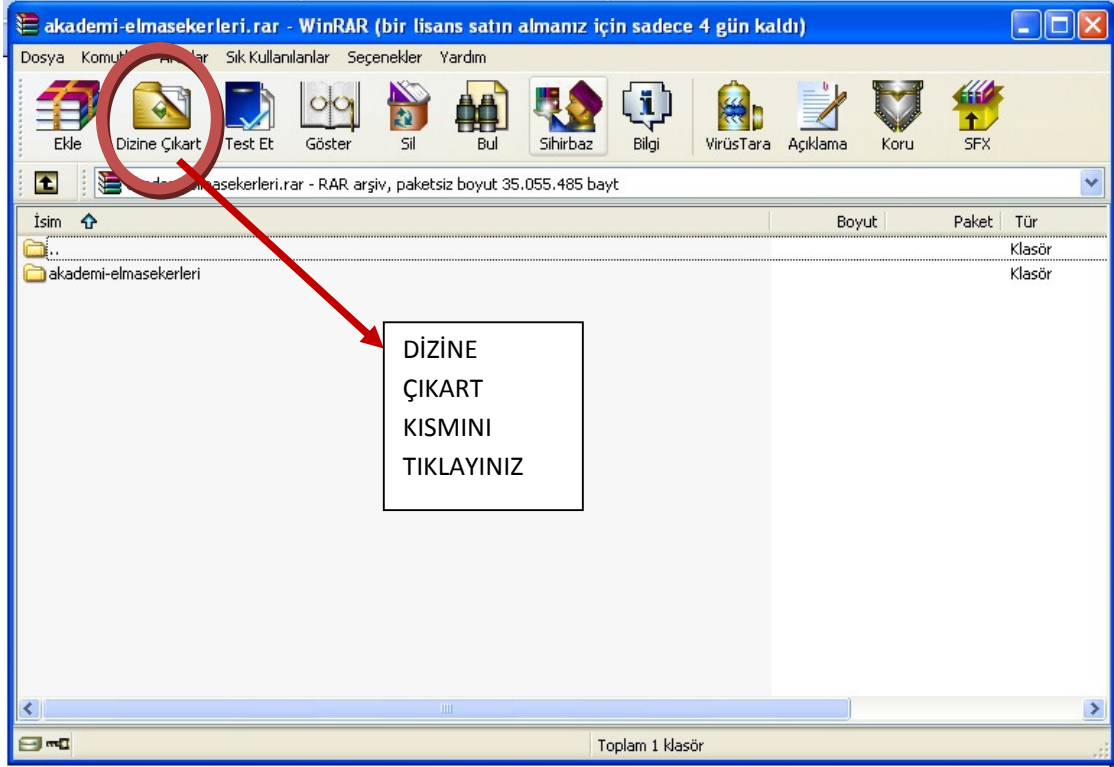 akademi-elmasekerleri.rar - WinRAR (bir lisans satın almanız için sadece 4 gün kaldı)
Dosya Sık Kullanılanlar Seçenekler Yardım
Ekle Dizine Çıkart Test Et Göster Sil Bul Sihirbaz Bilgi VirüsTara Açıklama Koru SFX
- RAR arşiv, paketsiz boyut 35.055.485 bayt
İsim Boyut Paket Tür
.. Klasör
akademi-elmasekerleri Klasör
DİZİNE
ÇIKART
KISMINI
TIKLAYINIZ
Toplam 1 klasör